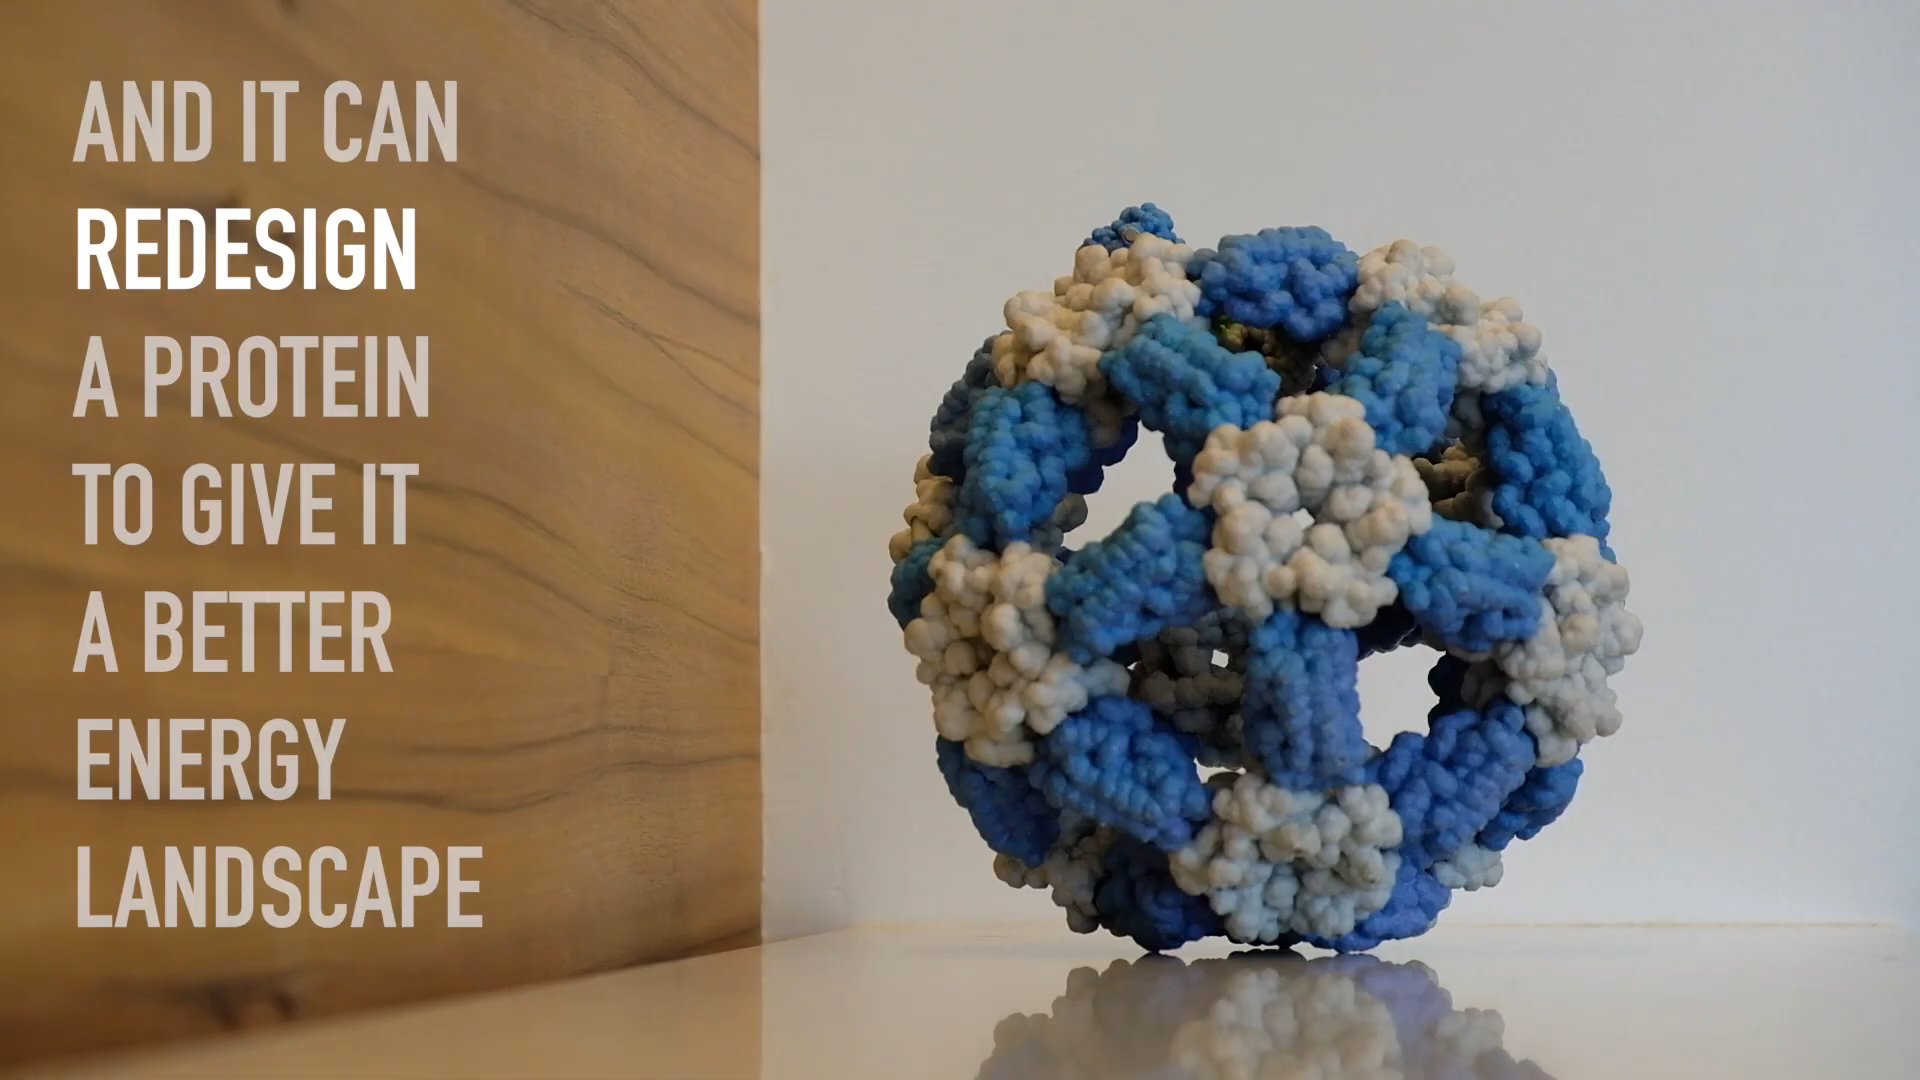 AND IT CAN
REDESIGN
A PROTEIN
TO GIVE IT
A BETTER
ENERGY
LANDSCAPE